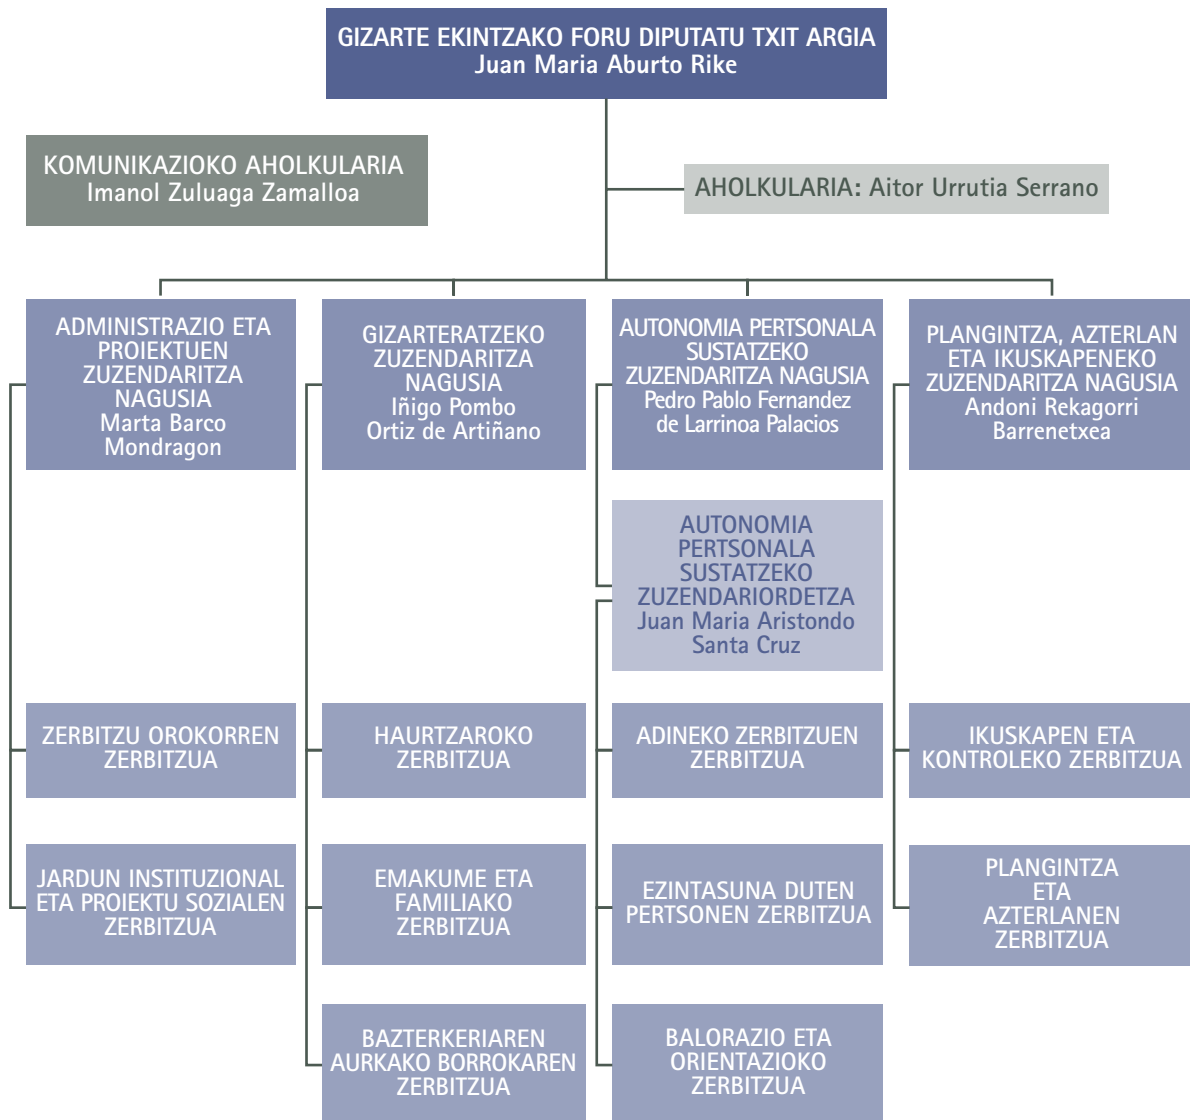 GIZARTE EKINTZAKO FORU DIPUTATU TXIT ARGIA
Juan Maria Aburto Rike
KOMUNIKAZIOKO AHOLKULARIA
Imanol Zuluaga Zamalloa
AHOLKULARIA: Aitor Urrutia Serrano
ADMINISTRAZIO ETA
PROIEKTUEN
ZUZENDARITZA
NAGUSIA
Marta Barco
Mondragon
GIZARTERATZEKO
ZUZENDARITZA
NAGUSIA
Iñigo Pombo
Ortiz de Artiñano
AUTONOMIA PERTSONALA
SUSTATZEKO
ZUZENDARITZA NAGUSIA
Pedro Pablo Fernandez
de Larrinoa Palacios
PLANGINTZA, AZTERLAN
ETA IKUSKAPENEKO
ZUZENDARITZA NAGUSIA
Andoni Rekagorri
Barrenetxea
AUTONOMIA
PERTSONALA
SUSTATZEKO
ZUZENDARIORDETZA
Juan Maria Aristondo
Santa Cruz
ZERBITZU OROKORREN
ZERBITZUA
HAURTZAROKO
ZERBITZUA
ADINEKO ZERBITZUEN
ZERBITZUA
IKUSKAPEN ETA
KONTROLEKO ZERBITZUA
JARDUN INSTITUZIONAL
ETA PROIEKTU SOZIALEN
ZERBITZUA
EMAKUME ETA
FAMILIAKO
ZERBITZUA
EZINTASUNA DUTEN
PERTSONEN ZERBITZUA
PLANGINTZA
ETA
AZTERLANEN
ZERBITZUA
BAZTERKERIAREN
AURKAKO BORROKAREN
ZERBITZUA
BALORAZIO ETA
ORIENTAZIOKO
ZERBITZUA